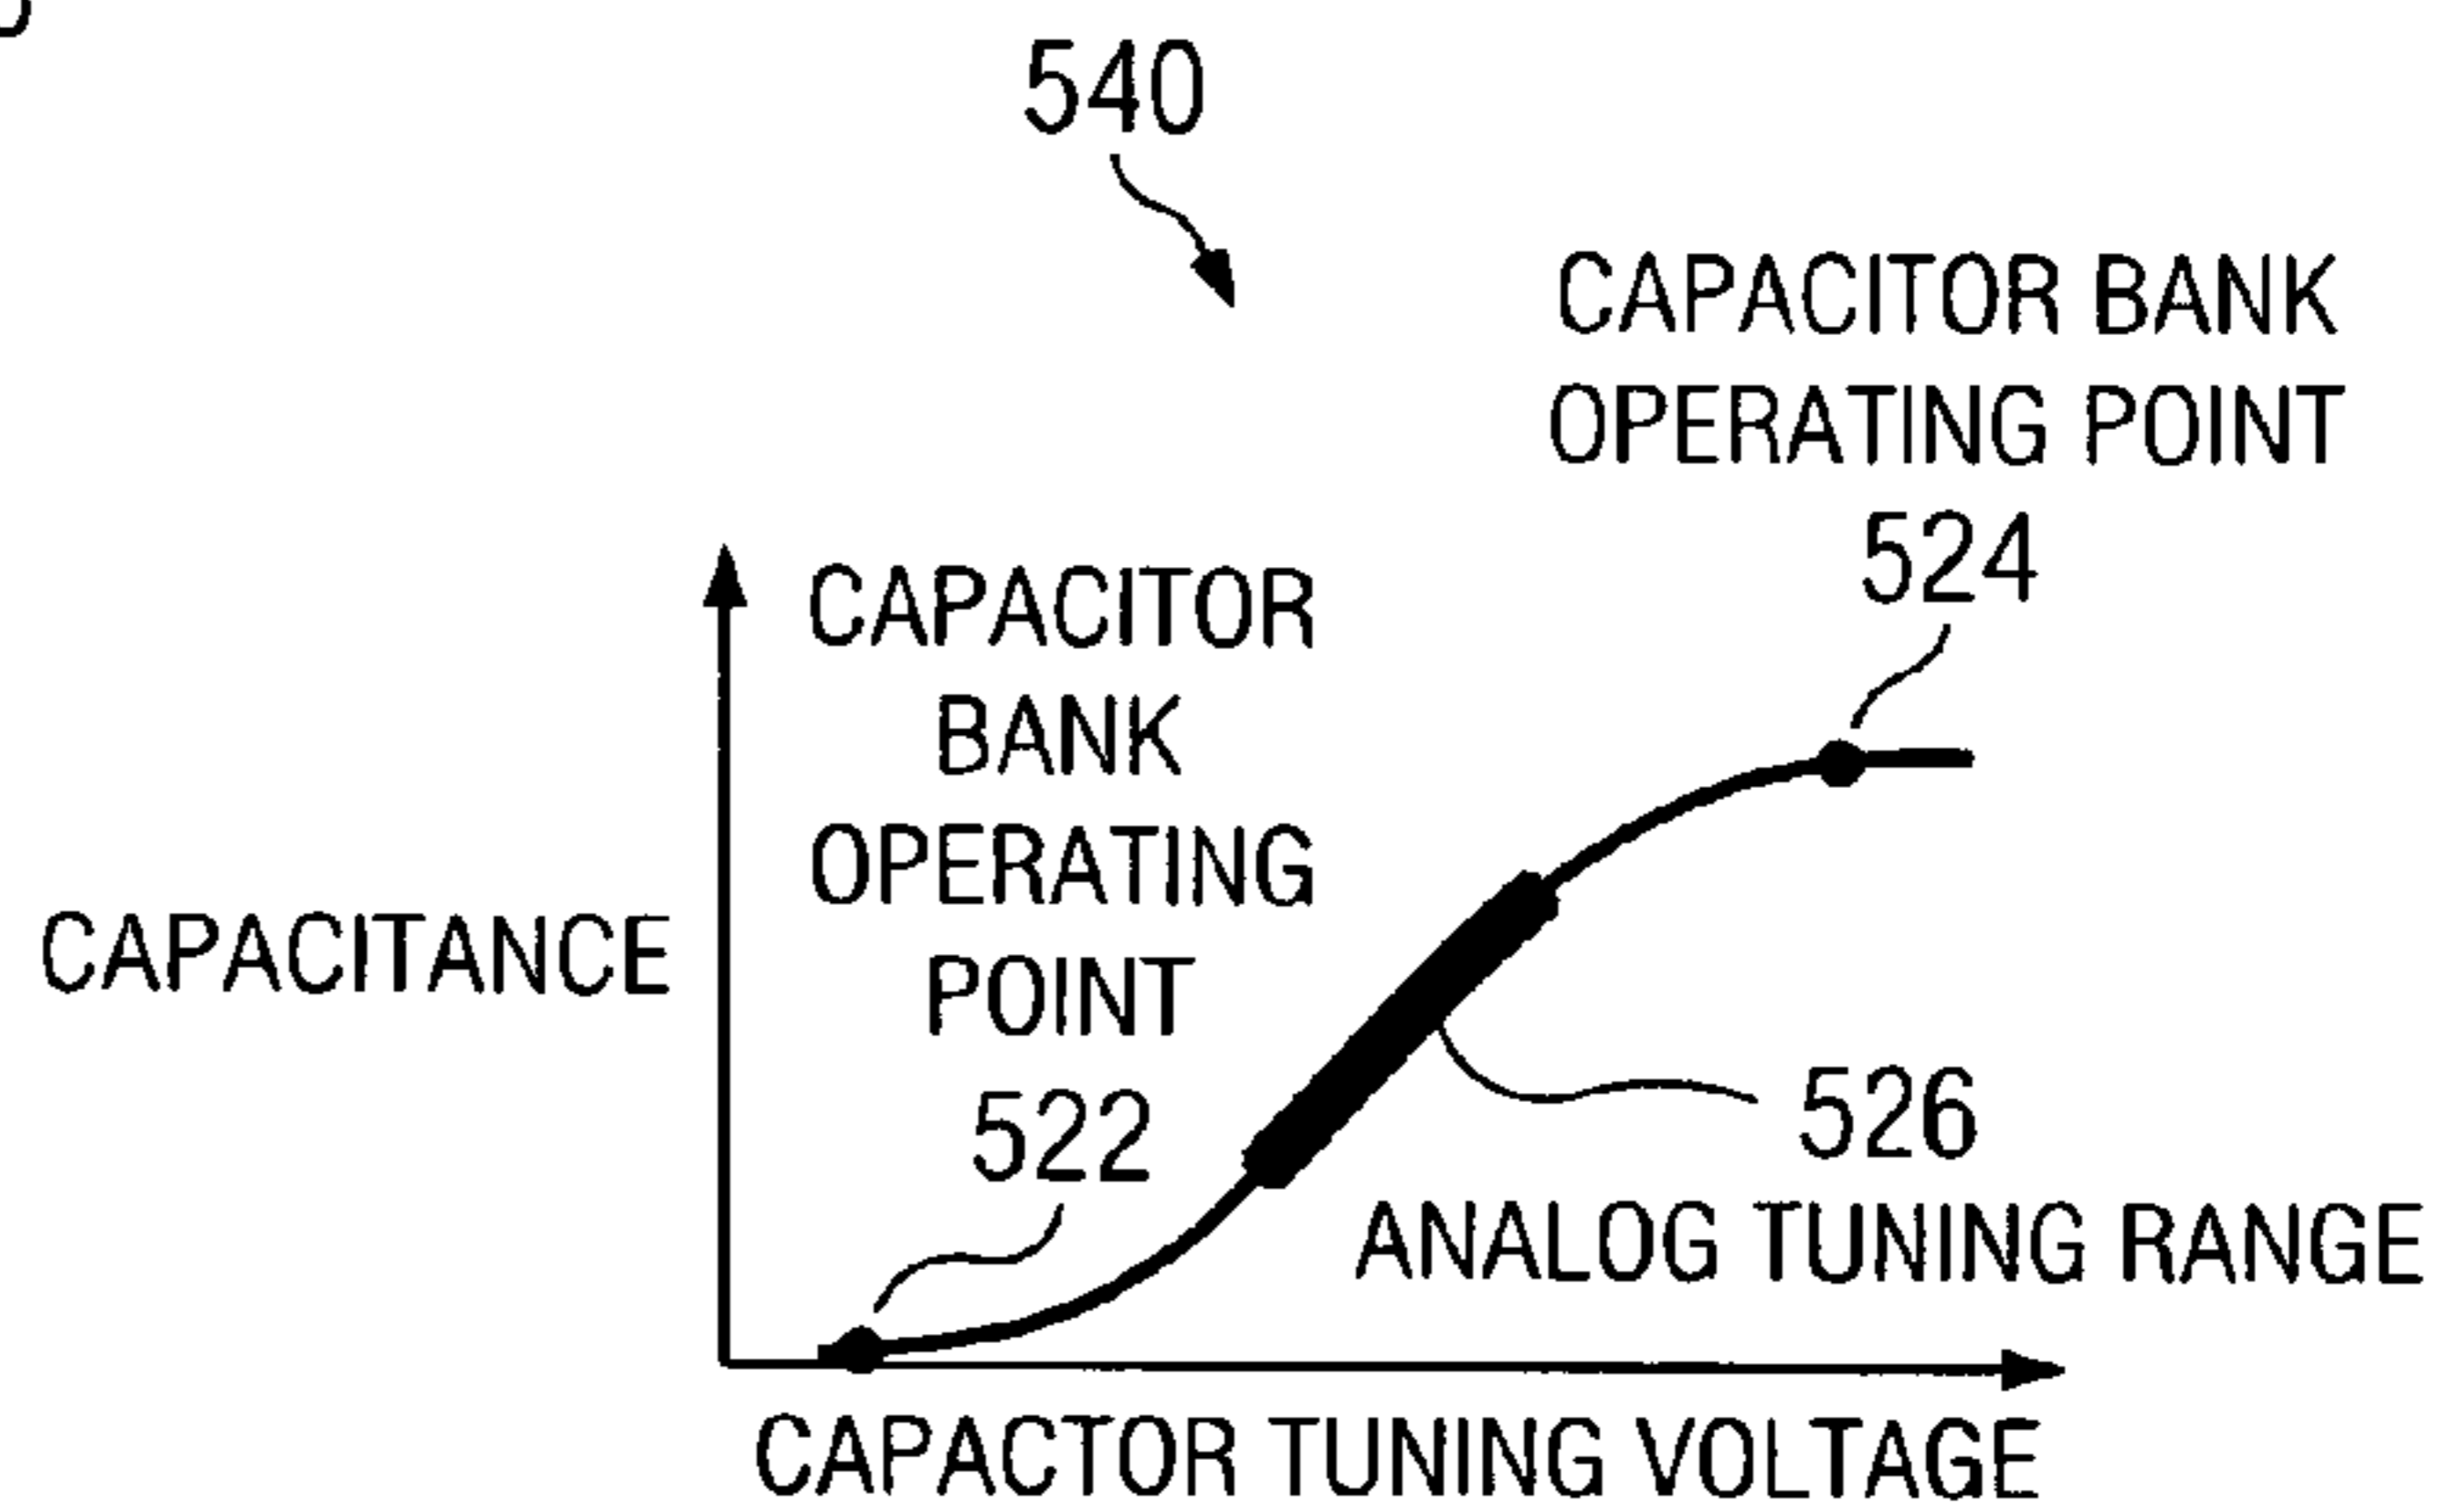 540
CAPACITOR BANK
OPERATING POINT
524
CAPACITOR
BANK
OPERATING
POINT
522
CAPACITANCE
526
ANALOG TUNING RANGE
CAPACTOR TUNING VOLTAGE